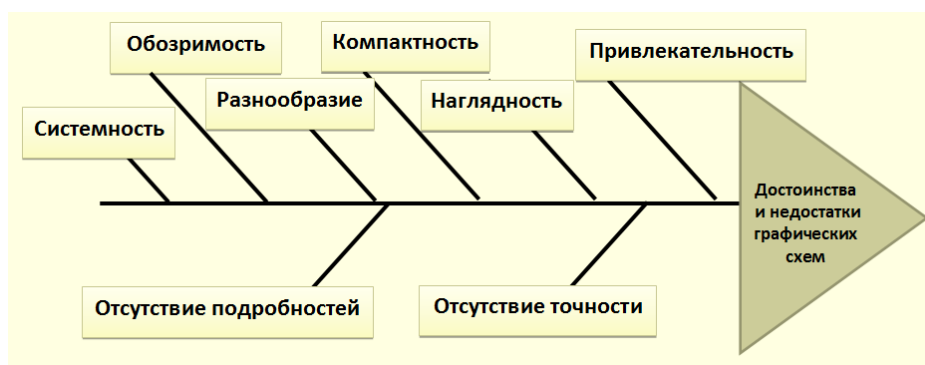 Обозримость
Компактность
Привлекательность
Разнообразие
Наглядность
Системность
Достоинства
и недостатки
графических
схем
Отсутствие подробностей
Отсутствие точности